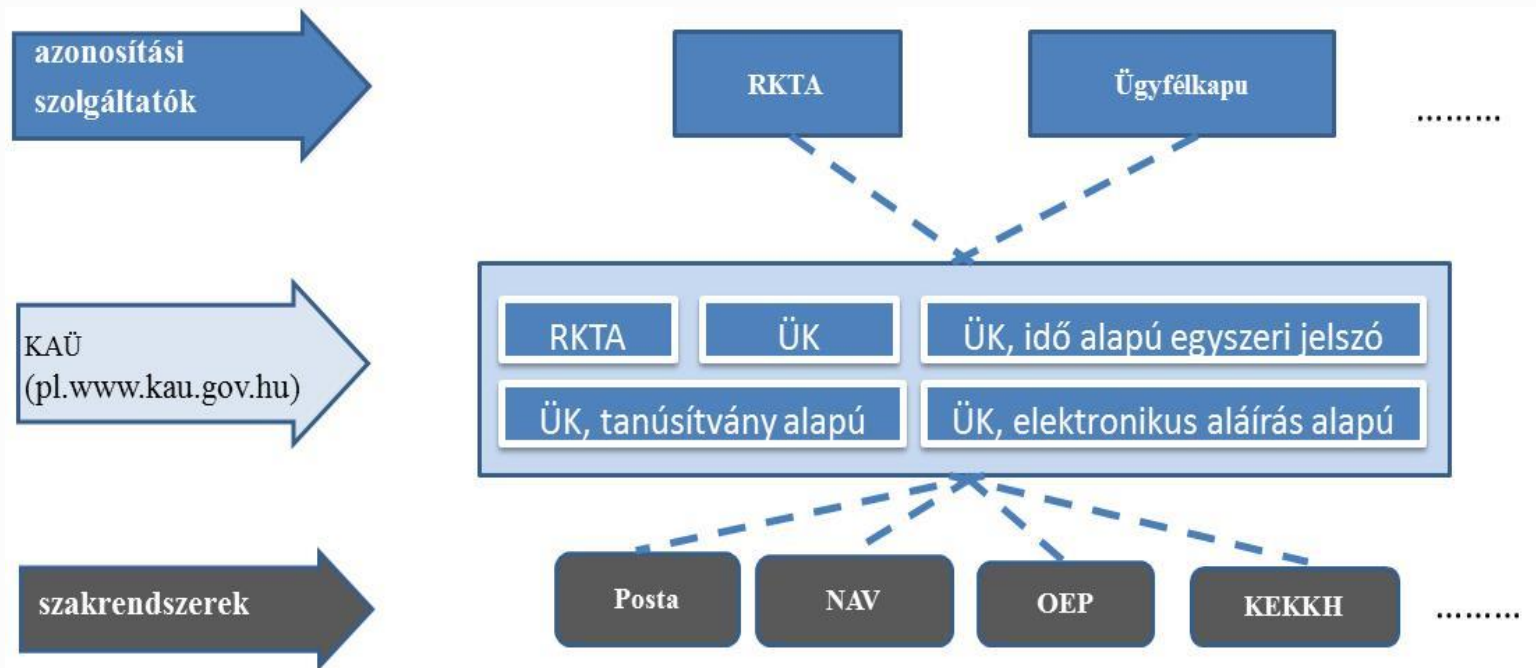 azonosítási
szolgáltatók
RKTA
Ügyfélkapu
.........
KAÜ
(pl.www.kau.gov.hu)
RKTA
ÜK
ÜK, idő alapú egyszeri jelszó
ÜK, tanúsítvány alapú
ÜK, elektronikus aláírás alapú
szakrendszerek
Posta
NAV
OEP
KEKKH
.........